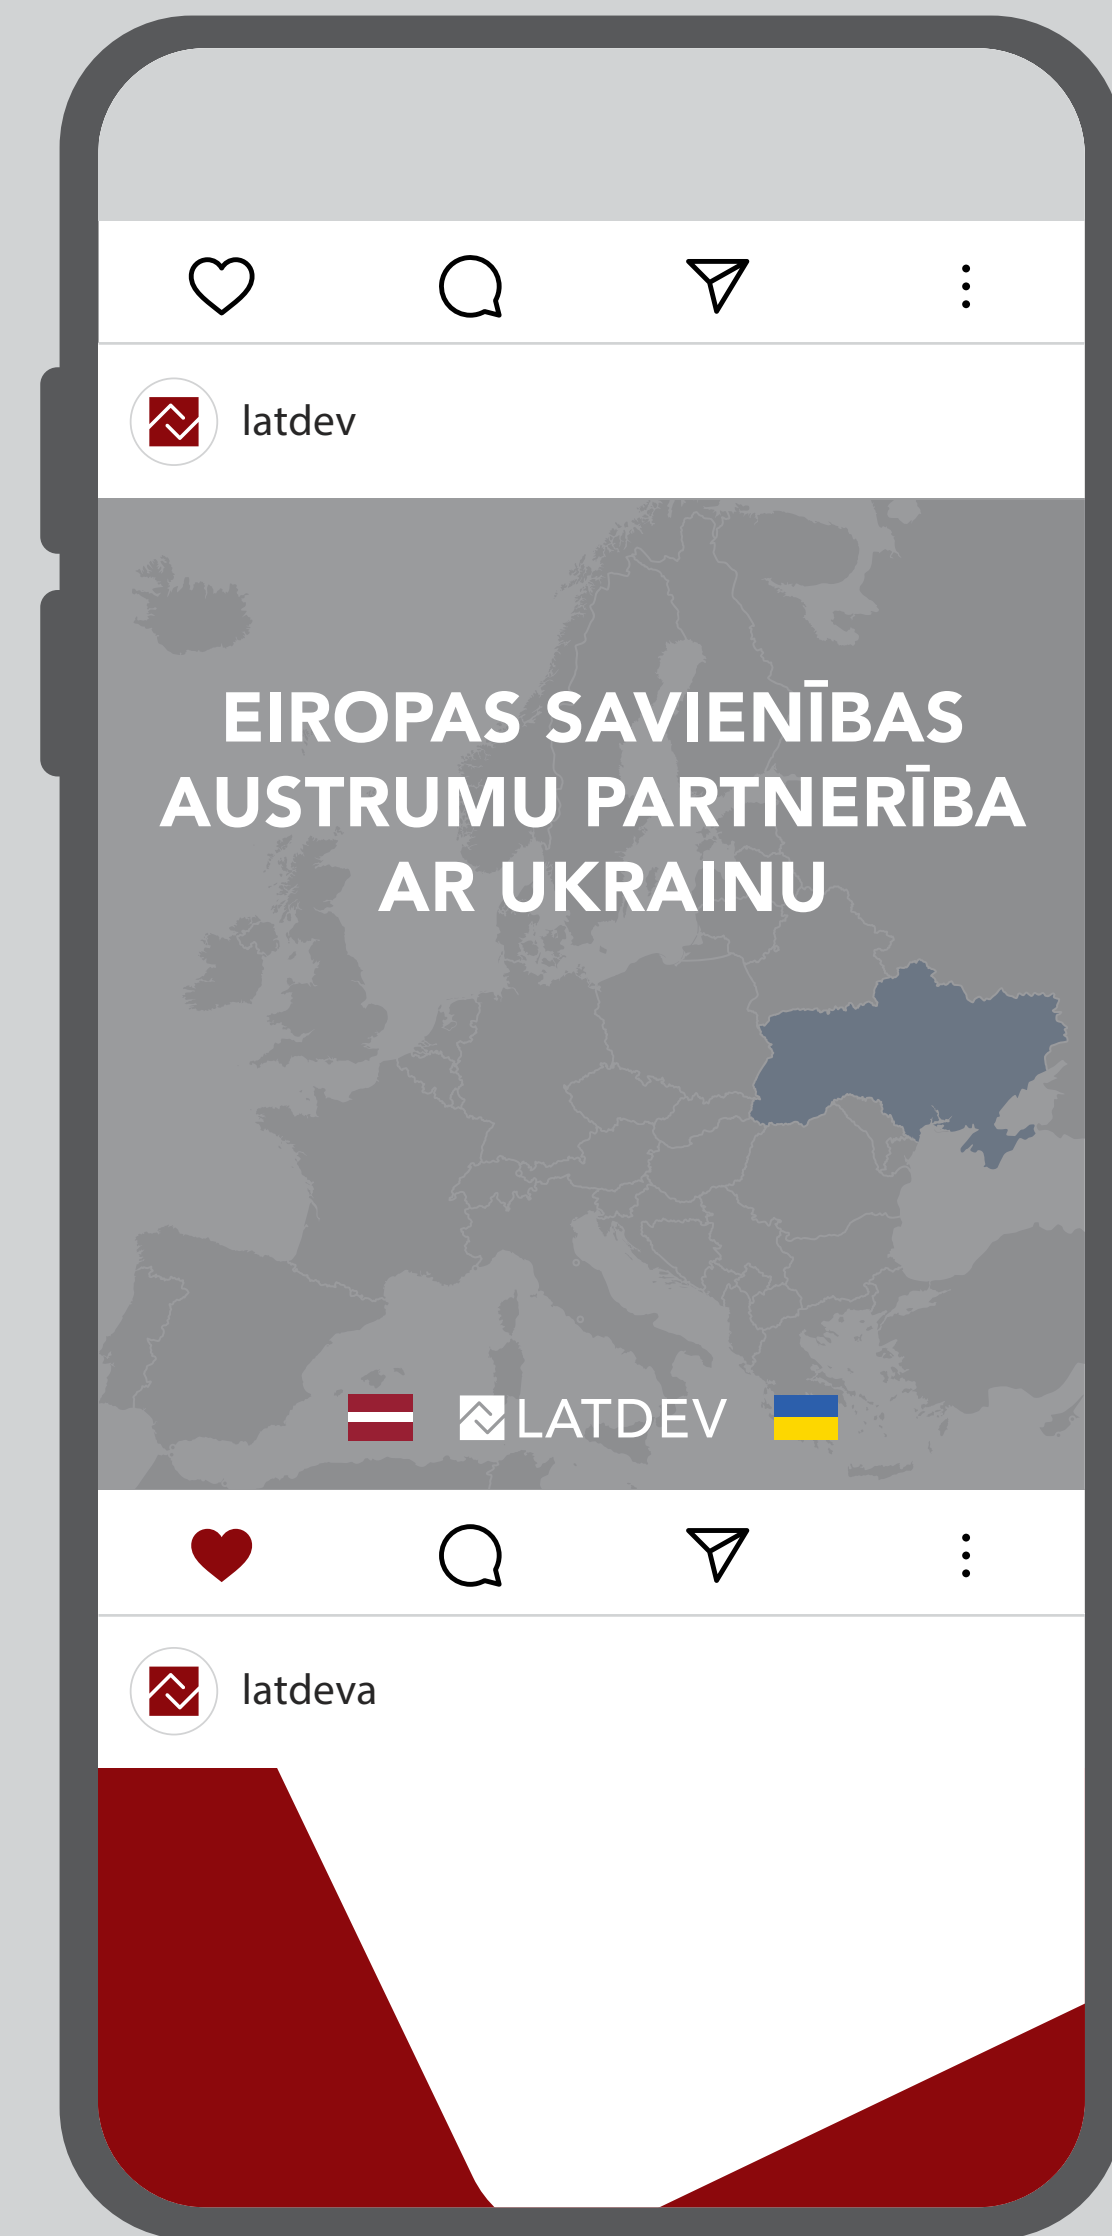 latdev
EIROPAS SAVIENĪBAS
AUSTRUMU PARTNERĪBA
AR UKRAINU
LATDEV
latdeva